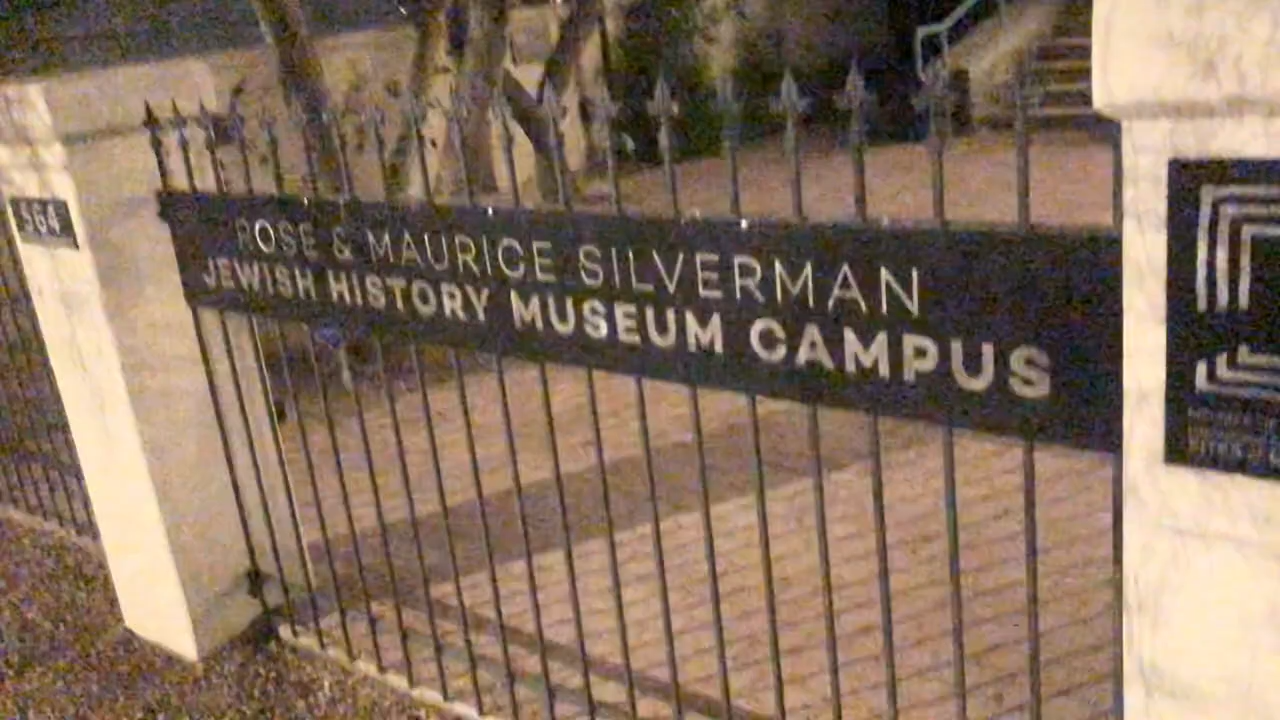 564
ROSE & MAURICE SILVERMAN
JEWISH HISTORY MUSEUM CAMPUS